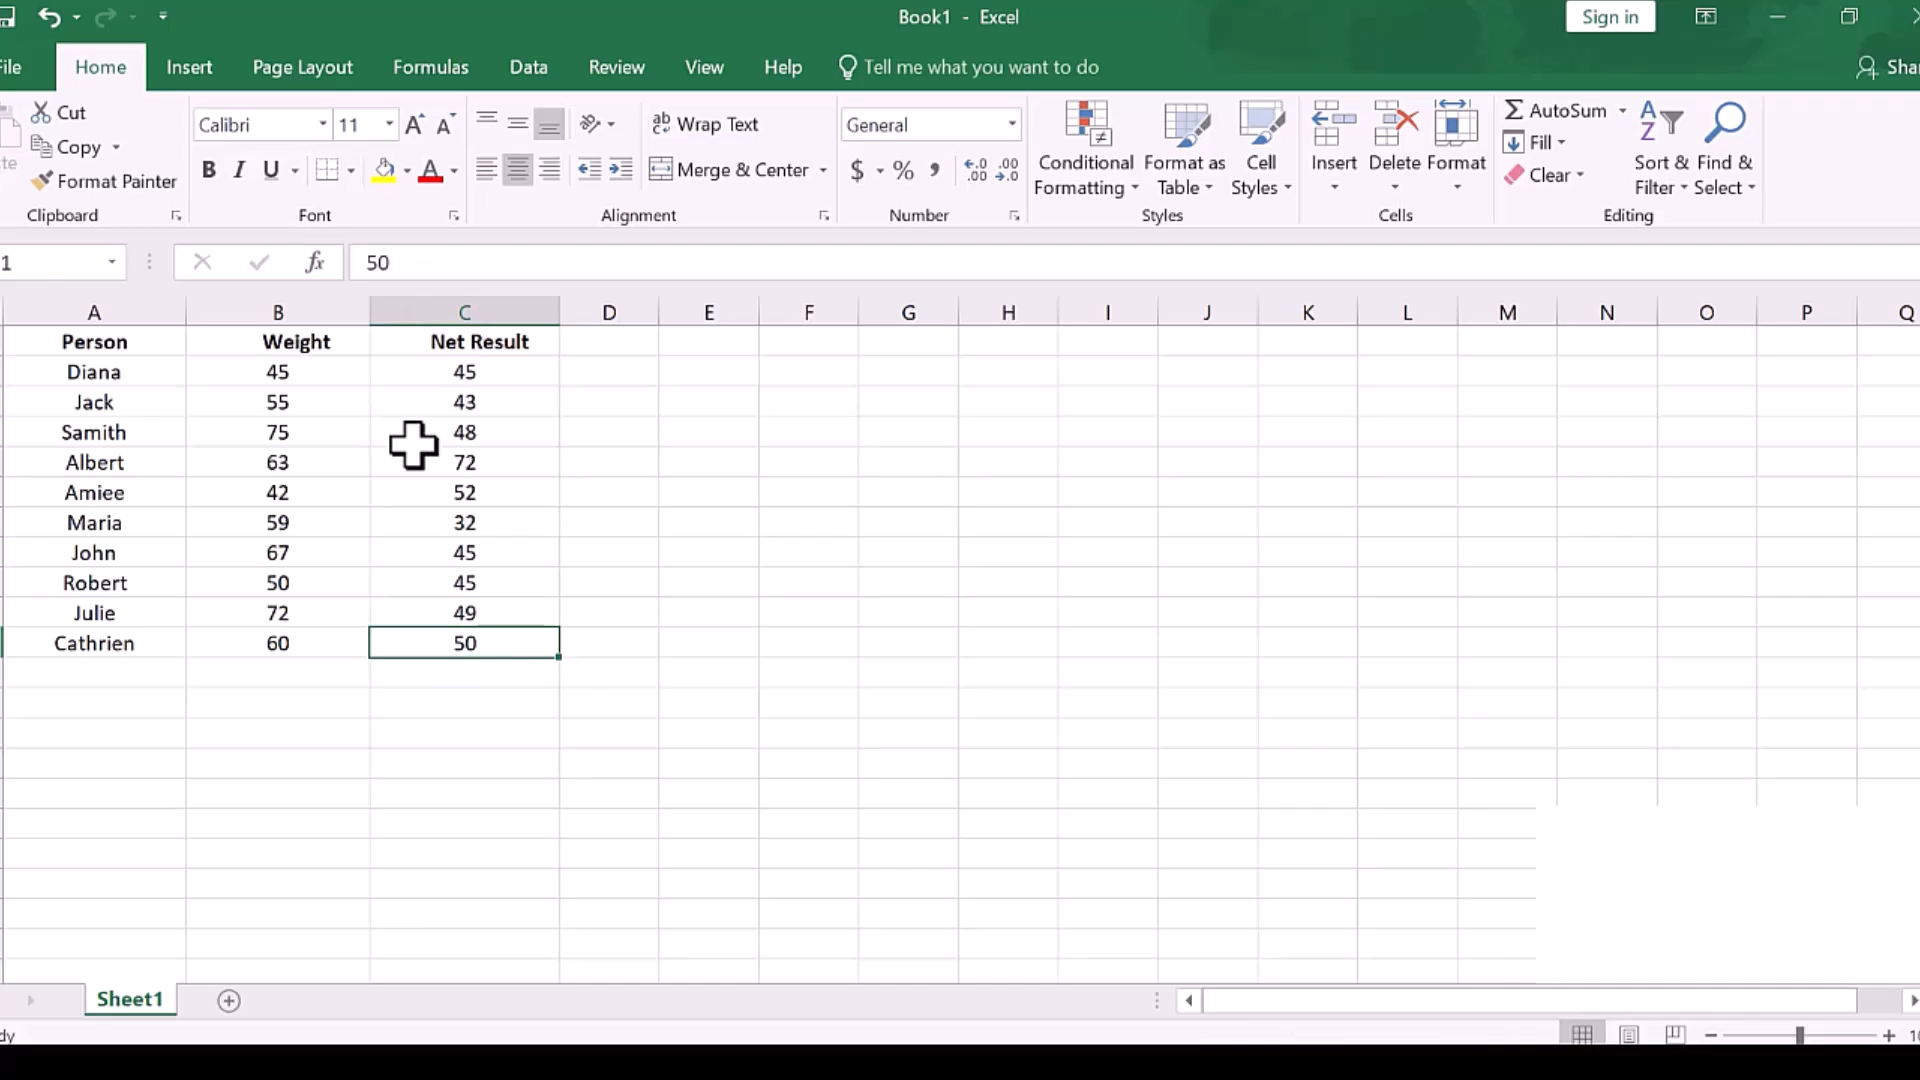 Book1 - Excel
Sign in
File Home Insert Page Layout Formulas Data Review View Help Tell me what you want to do
Cut
Copy
Format Painter
Clipboard
Calibri 11
B I U
Font
Wrap Text
Merge & Center
Alignment
General
$ % ,
Number
Conditional Formatting
Format as Table
Cell Styles
Styles
Insert Delete Format
Cells
AutoSum
Fill
Clear
Sort & Filter
Find & Select
Editing
1 fx 50
A B C D E F G H I J K L M N O P Q
Person Weight Net Result
Diana 45 45
Jack 55 43
Samith 75 48
Albert 63 72
Amiee 42 52
Maria 59 32
John 67 45
Robert 50 45
Julie 72 49
Cathrien 60 50
Sheet1